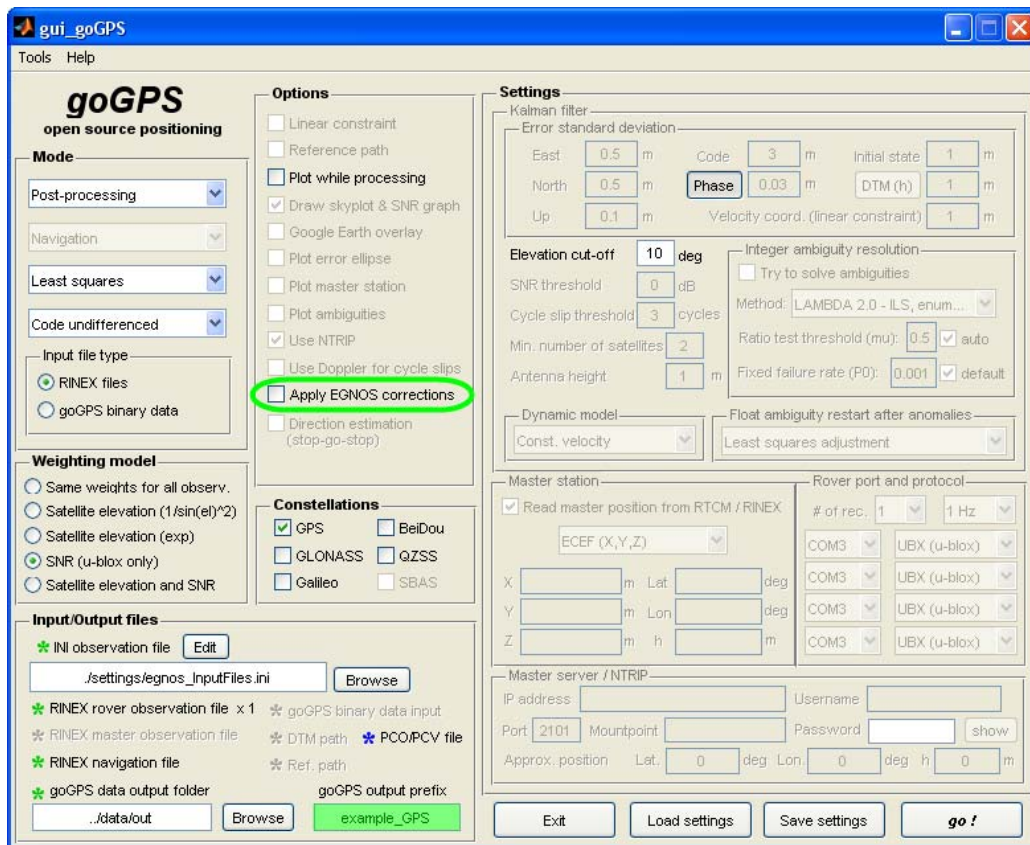 gui_goGPS
Tools Help
goGPS
open source positioning
Mode
Post-processing
Navigation
Least squares
Code undifferenced
Input file type
RINEX files
goGPS binary data
Weighting model
Same weights for all observ.
Satellite elevation (1/sin(el)^2)
Satellite elevation (exp)
SNR (u-blox only)
Satellite elevation and SNR
Options
Linear constraint
Reference path
Plot while processing
Draw skyplot & SNR graph
Google Earth overlay
Plot error ellipse
Plot master station
Plot ambiguities
Use NTRIP
Use Doppler for cycle slips
Apply EGNOS corrections
Direction estimation
(stop-go-stop)
Constellations
GPS BeiDou
GLONASS QZSS
Galileo SBAS
Input/Output files
* INI observation file Edit
./settings/egnos_InputFiles.ini Browse
* RINEX rover observation file x 1 * goGPS binary data input
* RINEX master observation file * DTM path * PCO/PCV file
* RINEX navigation file * Ref. path
* goGPS data output folder goGPS output prefix
../data/out Browse example_GPS
Settings
Kalman filter
Error standard deviation
East 0.5 m Code 3 m Initial state 1 m
North 0.5 m Phase 0.03 m DTM (h) 1 m
Up 0.1 m Velocity coord. (linear constraint) 1 m
Elevation cut-off 10 deg
SNR threshold 0 dB
Cycle slip threshold 3 cycles
Min. number of satellites 2
Antenna height 1 m
Integer ambiguity resolution
Try to solve ambiguities
Method: LAMBDA 2.0 - ILS, enum...
Ratio test threshold (mu): 0.5 auto
Fixed failure rate (P0): 0.001 default
Dynamic model
Const. velocity
Float ambiguity restart after anomalies
Least squares adjustment
Master station
Read master position from RTCM / RINEX
ECEF (X,Y,Z)
X m Lat deg
Y m Lon deg
Z m h m
Rover port and protocol
# of rec. 1 1 Hz
COM3 UBX (u-blox)
COM3 UBX (u-blox)
COM3 UBX (u-blox)
COM3 UBX (u-blox)
Master server / NTRIP
IP address Username
Port 2101 Mountpoint Password show
Approx. position Lat. 0 deg Lon. 0 deg h 0 m
Exit Load settings Save settings go !